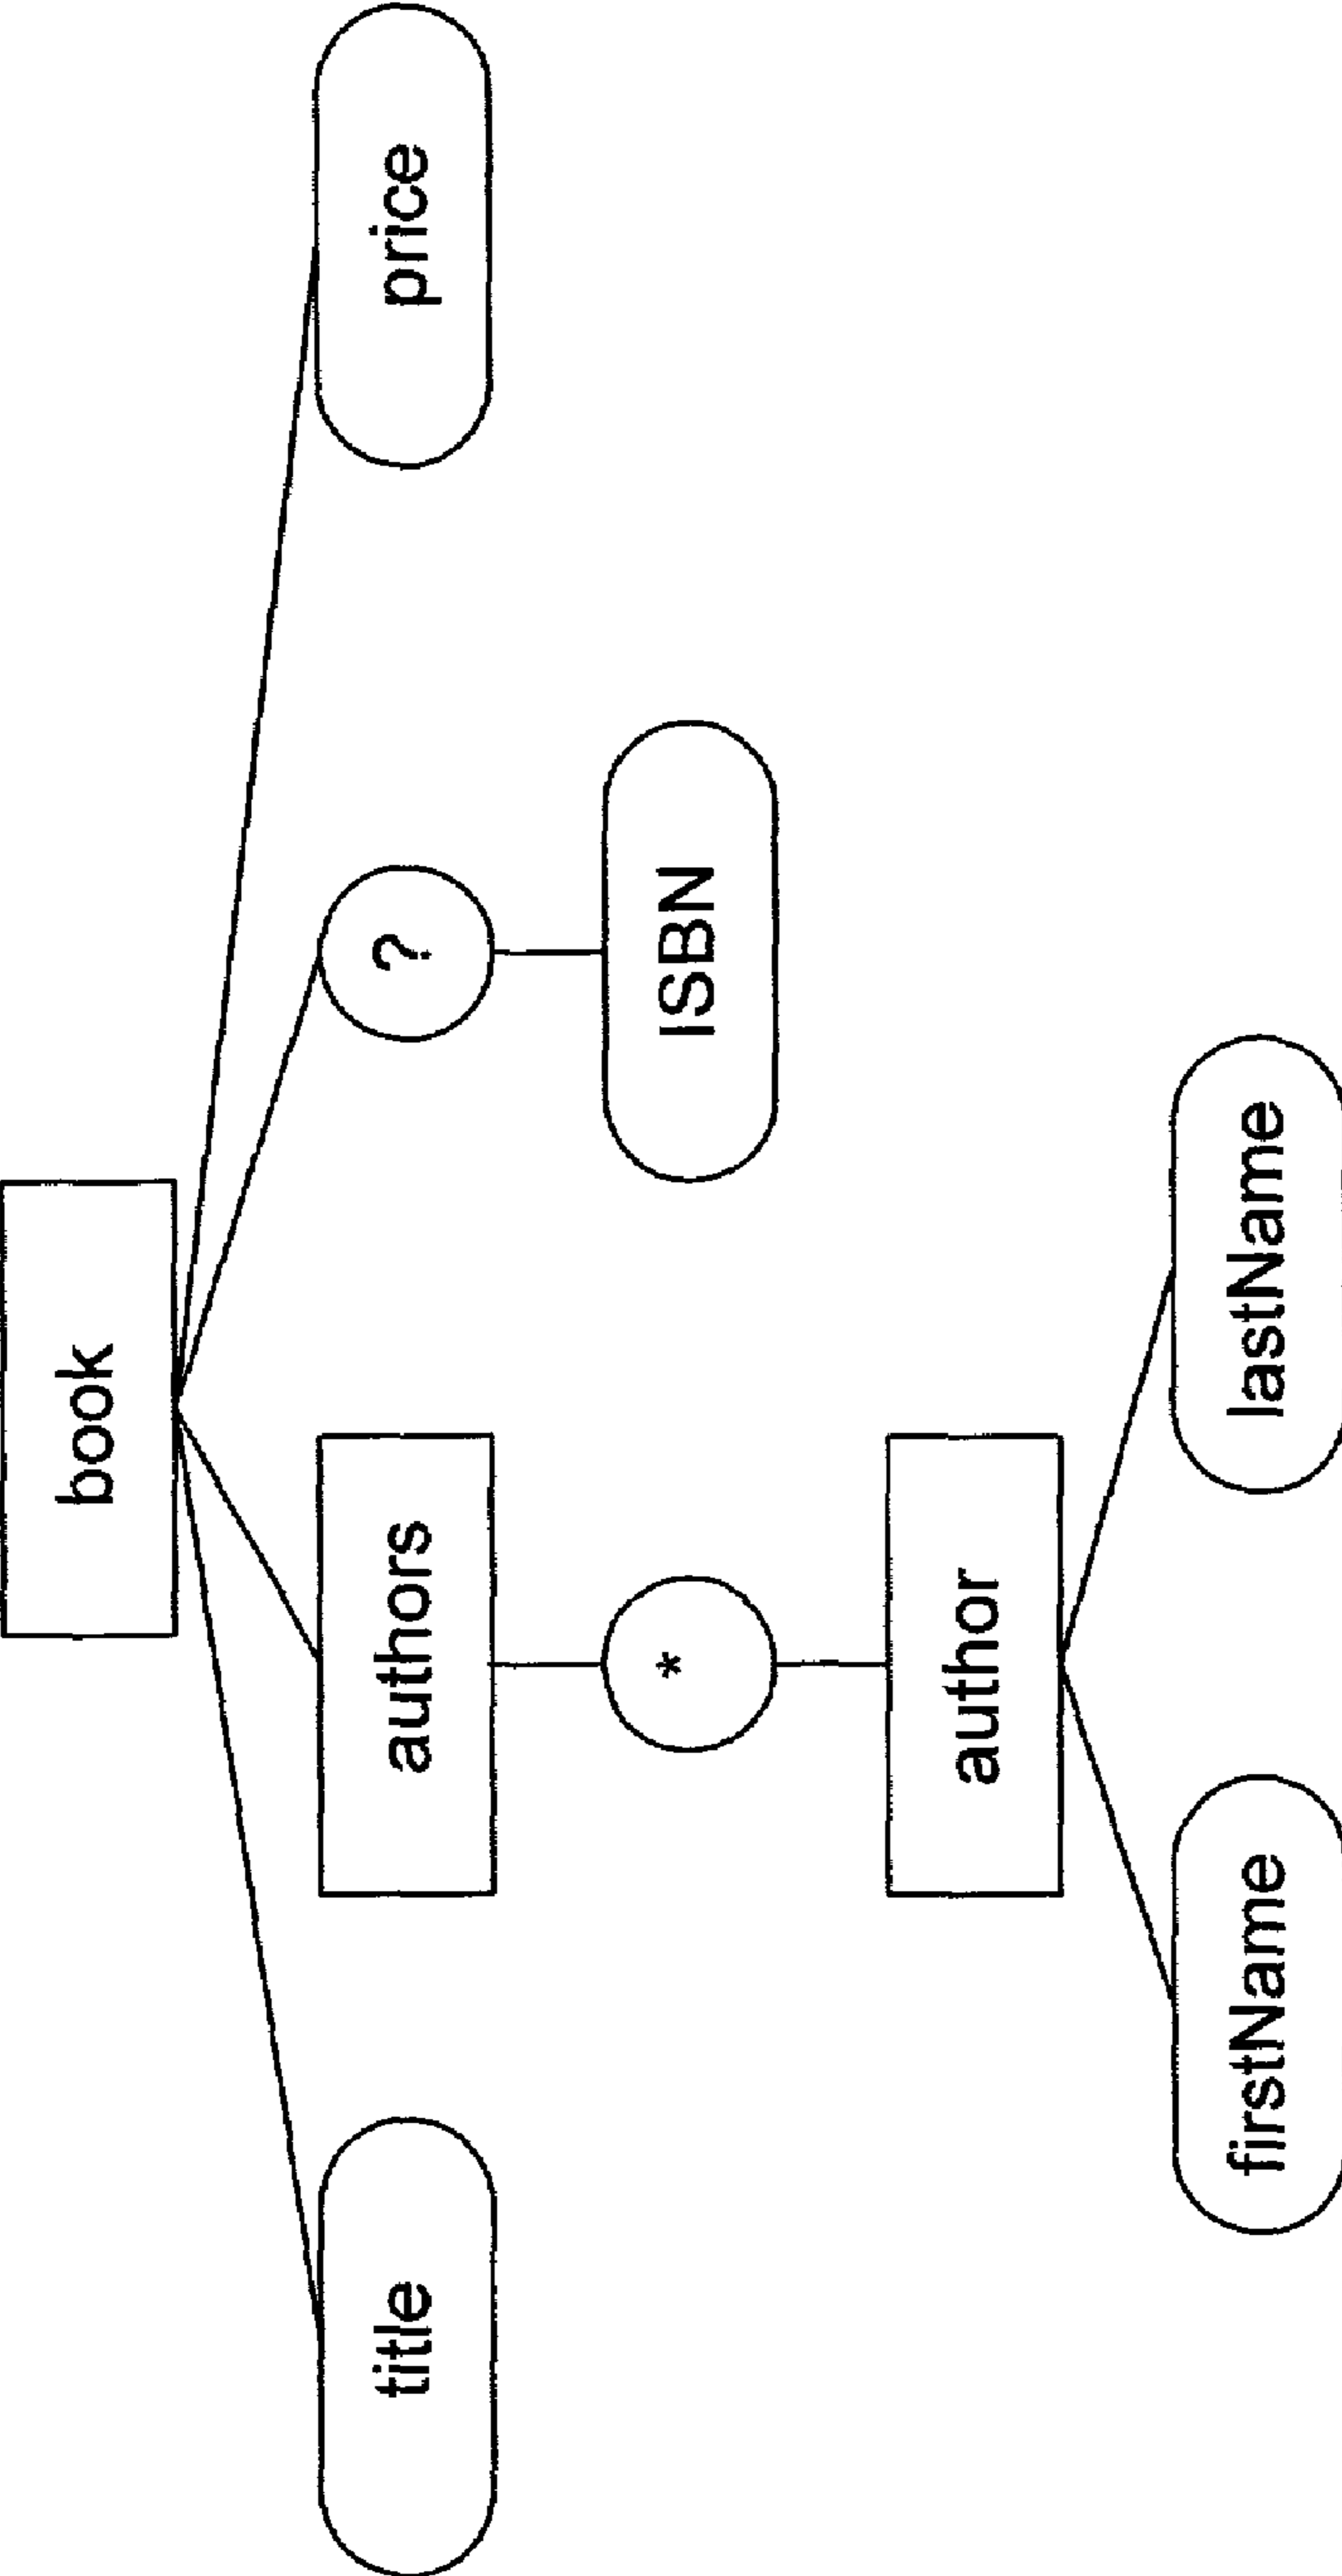 book
title
authors
?
price
*
ISBN
author
firstName
lastName